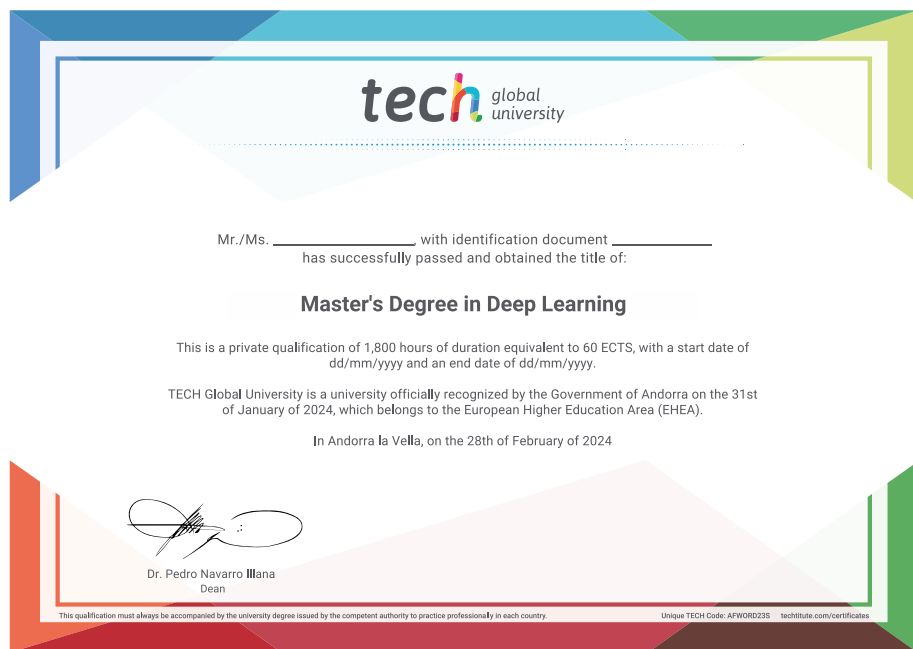 tech global
university
Mr./Ms. ________________, with identification document ____________
has successfully passed and obtained the title of:
Master's Degree in Deep Learning
This is a private qualification of 1,800 hours of duration equivalent to 60 ECTS, with a start date of
dd/mm/yyyy and an end date of dd/mm/yyyy.
TECH Global University is a university officially recognized by the Government of Andorra on the 31st
of January of 2024, which belongs to the European Higher Education Area (EHEA).
In Andorra la Vella, on the 28th of February of 2024
Dr. Pedro Navarro Illana
Dean
This qualification must always be accompanied by the university degree issued by the competent authority to practice professionally in each country. Unique TECH Code: AFWORD23S techtitute.com/certificates